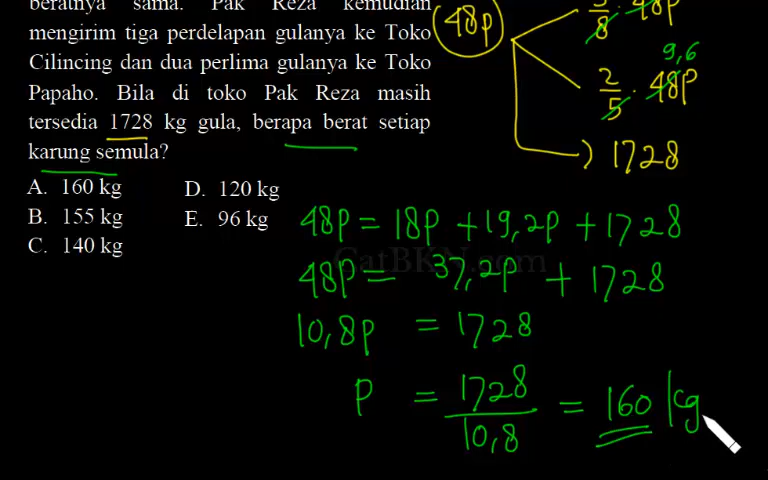 beratnya sama. Pak Reza kemudian
mengirim tiga perdelapan gulanya ke Toko
Cilincing dan dua perlima gulanya ke Toko
Papaho. Bila di toko Pak Reza masih
tersedia 1728 kg gula, berapa berat setiap
karung semula?
A. 160 kg
B. 155 kg
C. 140 kg
D. 120 kg
E. 96 kg
48p
3/8 · 48p
9,6
2/5 · 48p
1728
48p = 18p + 19,2p + 1728
48p = 37,2p + 1728
10,8p = 1728
p = 1728/10,8 = 160 kg
CatBKN.com